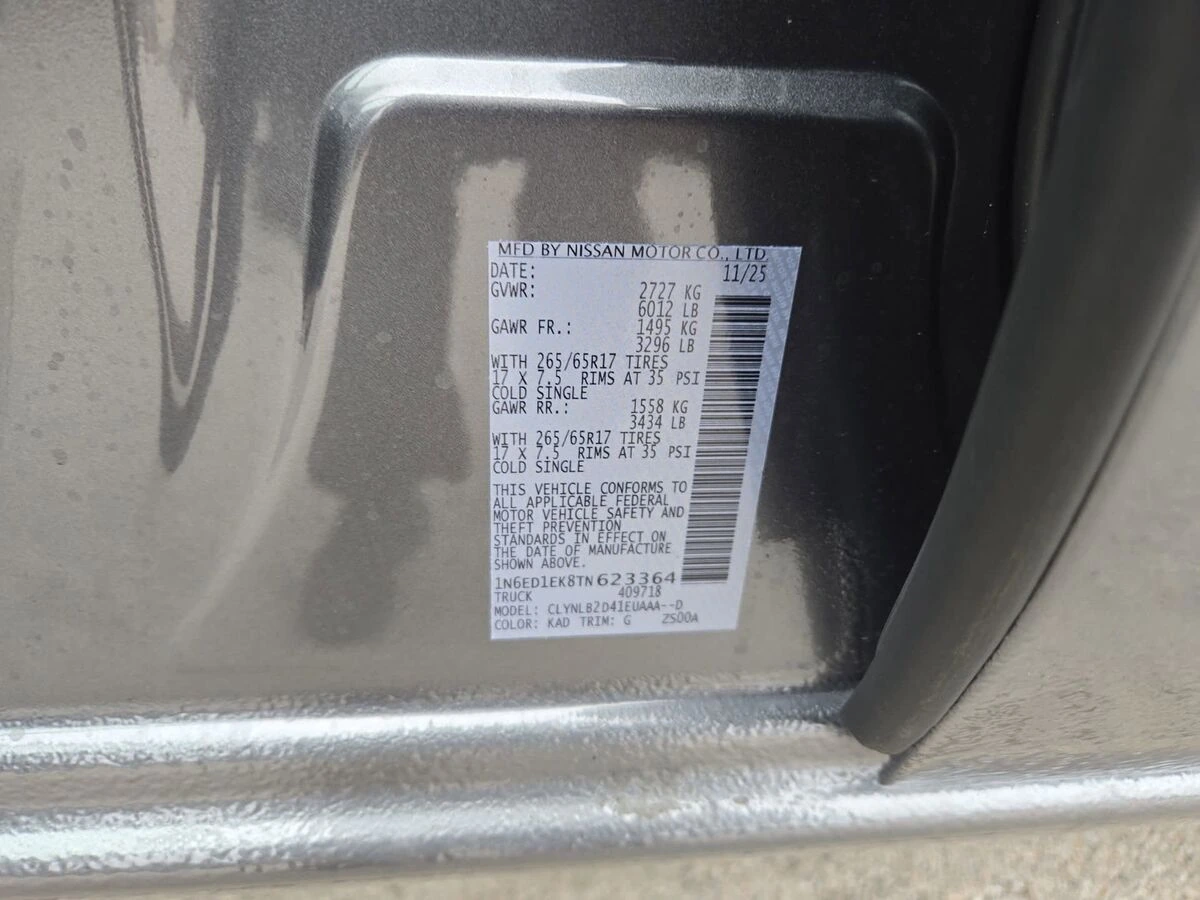 MFD BY NISSAN MOTOR CO., LTD.
DATE: 11/25
GVWR: 2727 KG
6012 LB
GAWR FR.: 1495 KG
3296 LB
WITH 265/65R17 TIRES
17 X 7.5 RIMS AT 35 PSI
COLD SINGLE
GAWR RR.: 1558 KG
3434 LB
WITH 265/65R17 TIRES
17 X 7.5 RIMS AT 35 PSI
COLD SINGLE
THIS VEHICLE CONFORMS TO
ALL APPLICABLE FEDERAL
MOTOR VEHICLE SAFETY AND
THEFT PREVENTION
STANDARDS IN EFFECT ON
THE DATE OF MANUFACTURE
SHOWN ABOVE.
1N6ED1EK8TN623364
TRUCK 409718
MODEL: CLYNLB2D41EUAAA--D
COLOR: KAD TRIM: G ZS00A